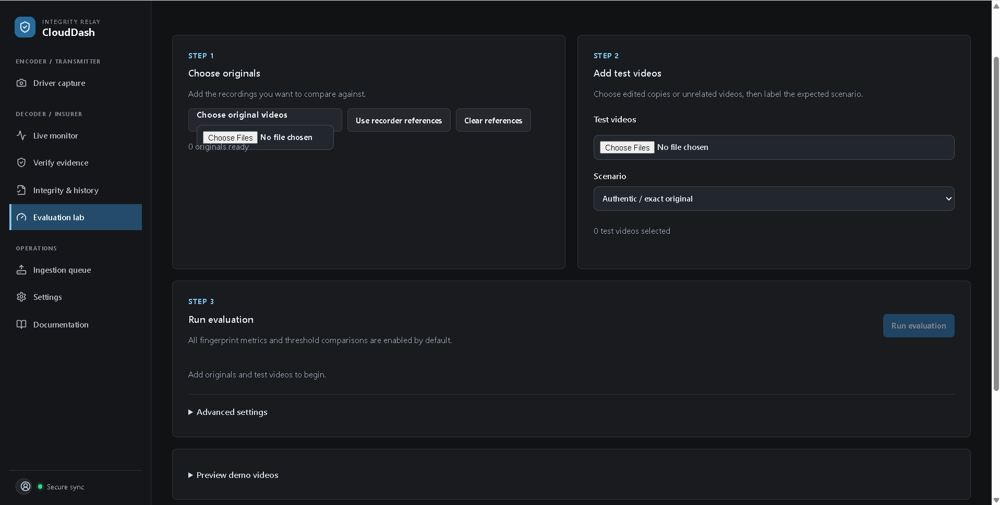 INTEGRITY RELAY
CloudDash
ENCODER / TRANSMITTER
Driver capture
DECODER / INSURER
Live monitor
Verify evidence
Integrity & history
Evaluation lab
OPERATIONS
Ingestion queue
Settings
Documentation
Secure sync
STEP 1
Choose originals
Add the recordings you want to compare against.
Choose original videos
Choose Files No file chosen
Use recorder references
Clear references
0 originals ready
STEP 2
Add test videos
Choose edited copies or unrelated videos, then label the expected scenario.
Test videos
Choose Files No file chosen
Scenario
Authentic / exact original
0 test videos selected
STEP 3
Run evaluation
All fingerprint metrics and threshold comparisons are enabled by default.
Run evaluation
Add originals and test videos to begin.
Advanced settings
Preview demo videos